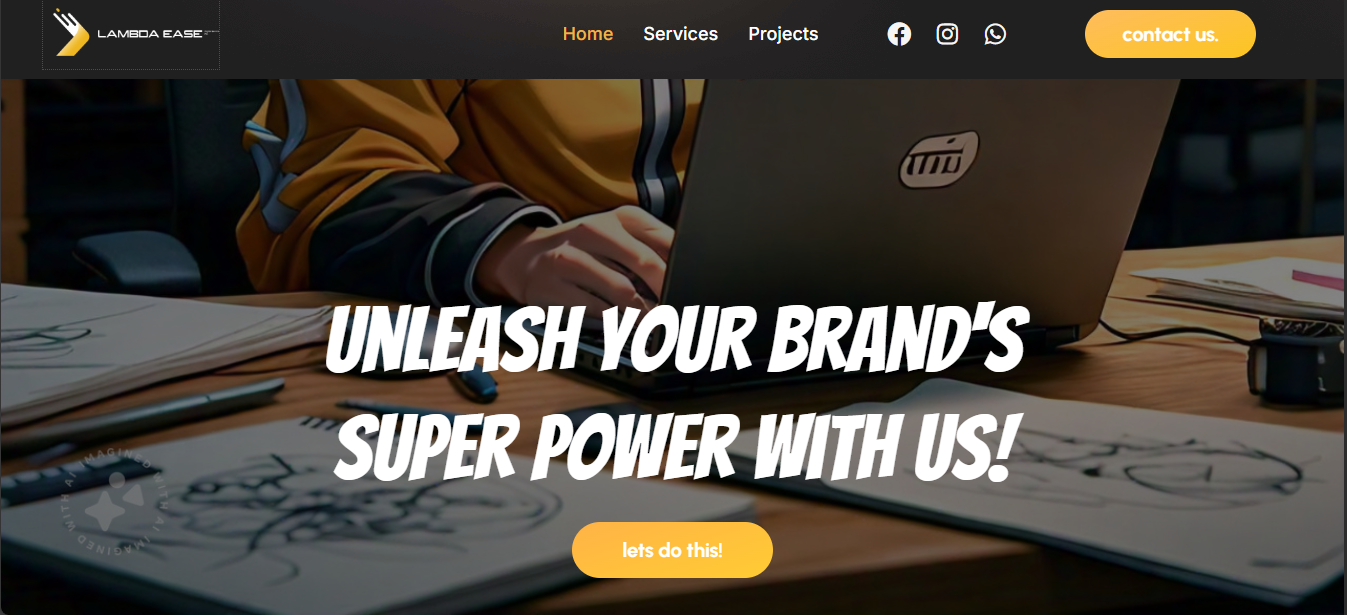 LAMBDA EASE
Home Services Projects
contact us.
UNLEASH YOUR BRAND'S
SUPER POWER WITH US!
lets do this!
IMAGINED WITH AI
IMAGINED WITH AI